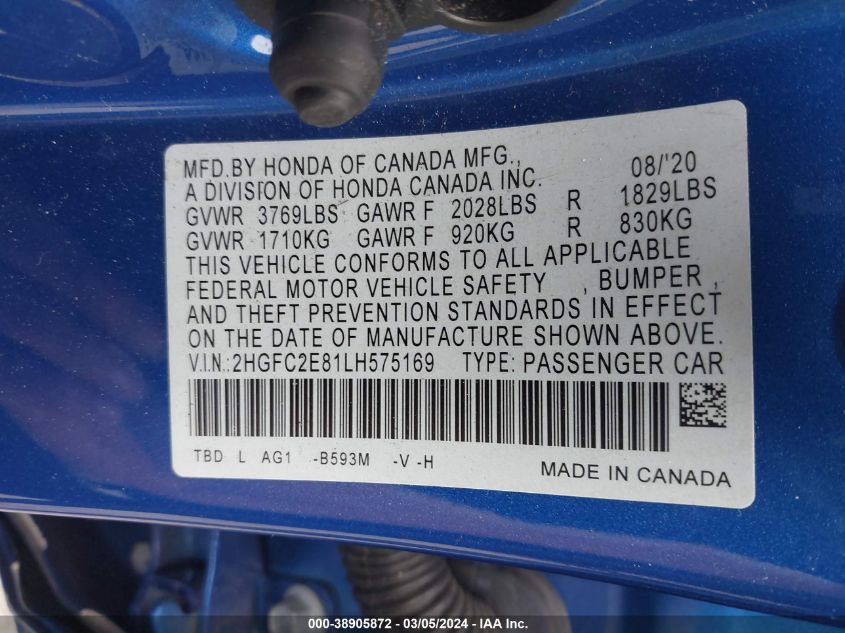 MFD.BY HONDA OF CANADA MFG., 08/'20
A DIVISION OF HONDA CANADA INC.
GVWR 3769LBS GAWR F 2028LBS R 1829LBS
GVWR 1710KG GAWR F 920KG R 830KG
THIS VEHICLE CONFORMS TO ALL APPLICABLE
FEDERAL MOTOR VEHICLE SAFETY , BUMPER ,
AND THEFT PREVENTION STANDARDS IN EFFECT
ON THE DATE OF MANUFACTURE SHOWN ABOVE.
V.I.N.:2HGFC2E81LH575169 TYPE: PASSENGER CAR
TBD L AG1 -B593M -V -H
MADE IN CANADA
000-38905872 - 03/05/2024 - IAA Inc.